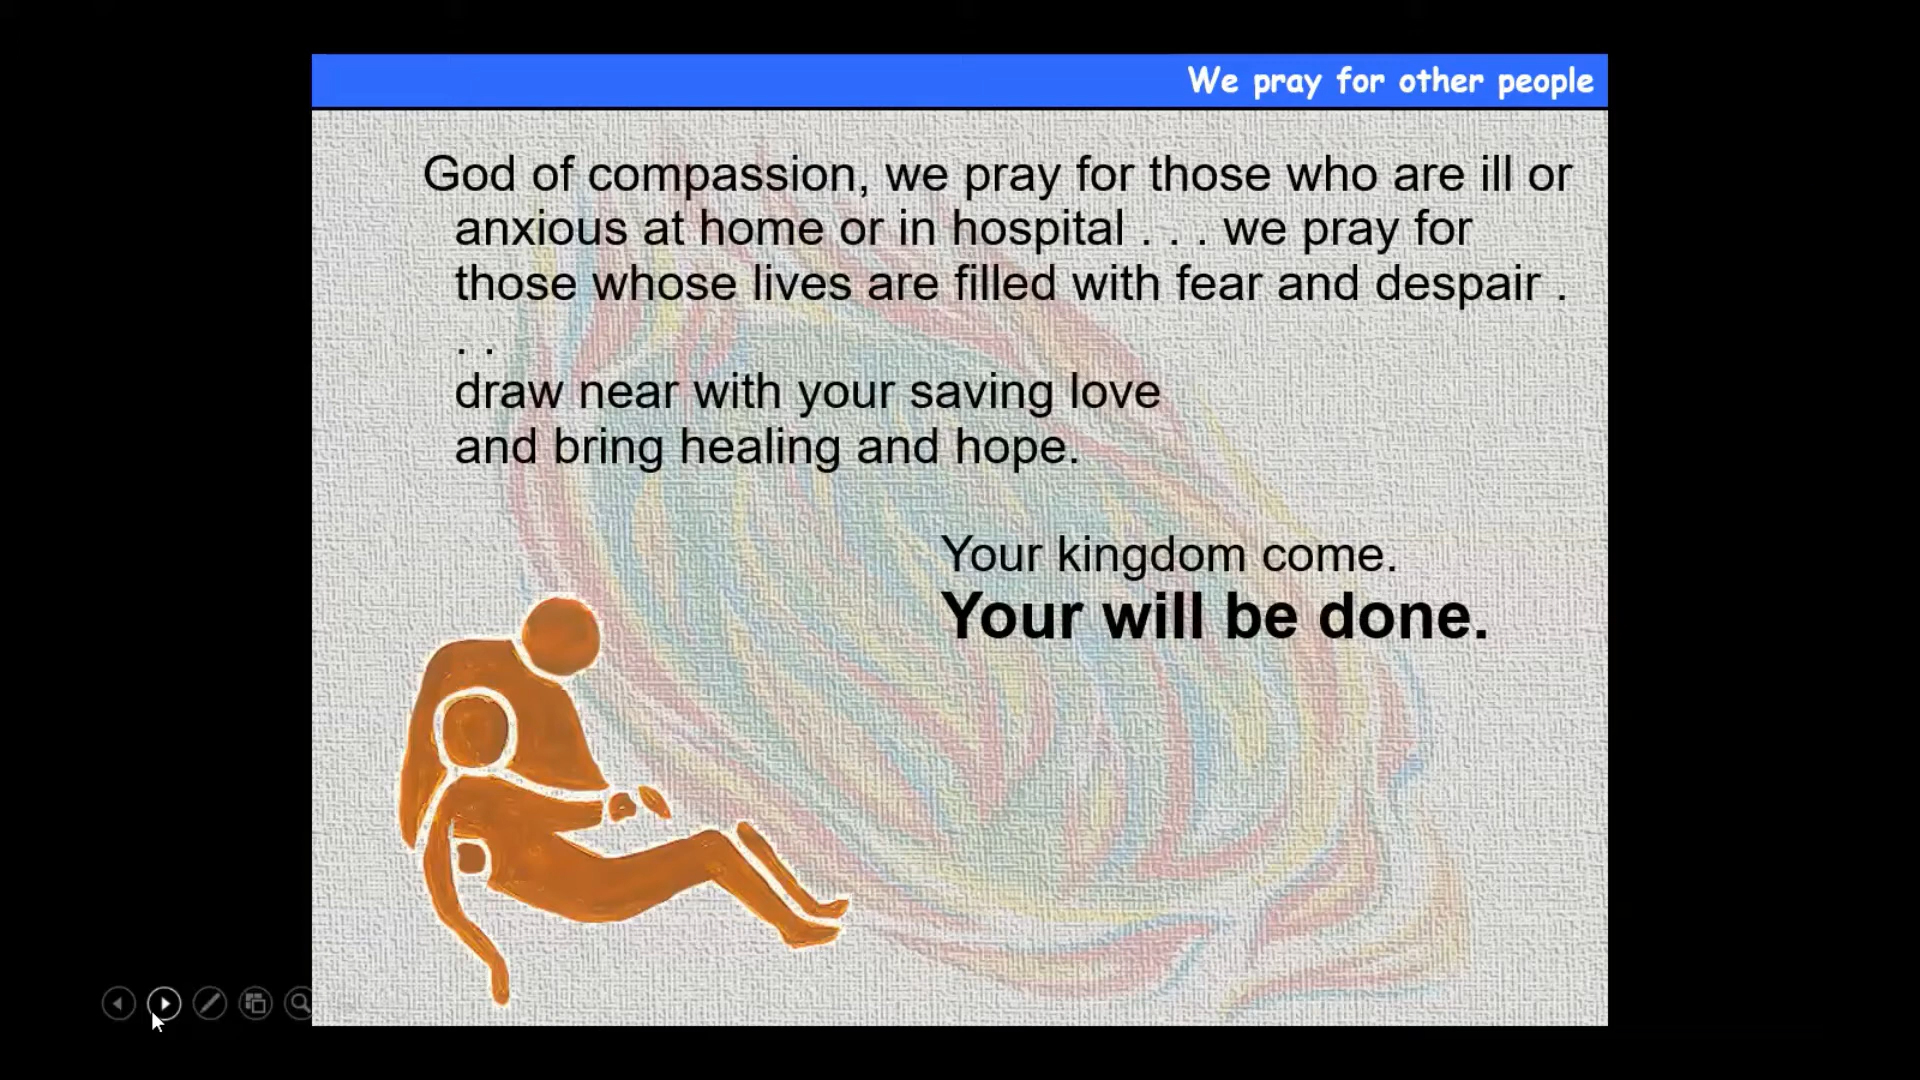 We pray for other people
God of compassion, we pray for those who are ill or
anxious at home or in hospital . . . we pray for
those whose lives are filled with fear and despair .
. .
draw near with your saving love
and bring healing and hope.
Your kingdom come.
Your will be done.